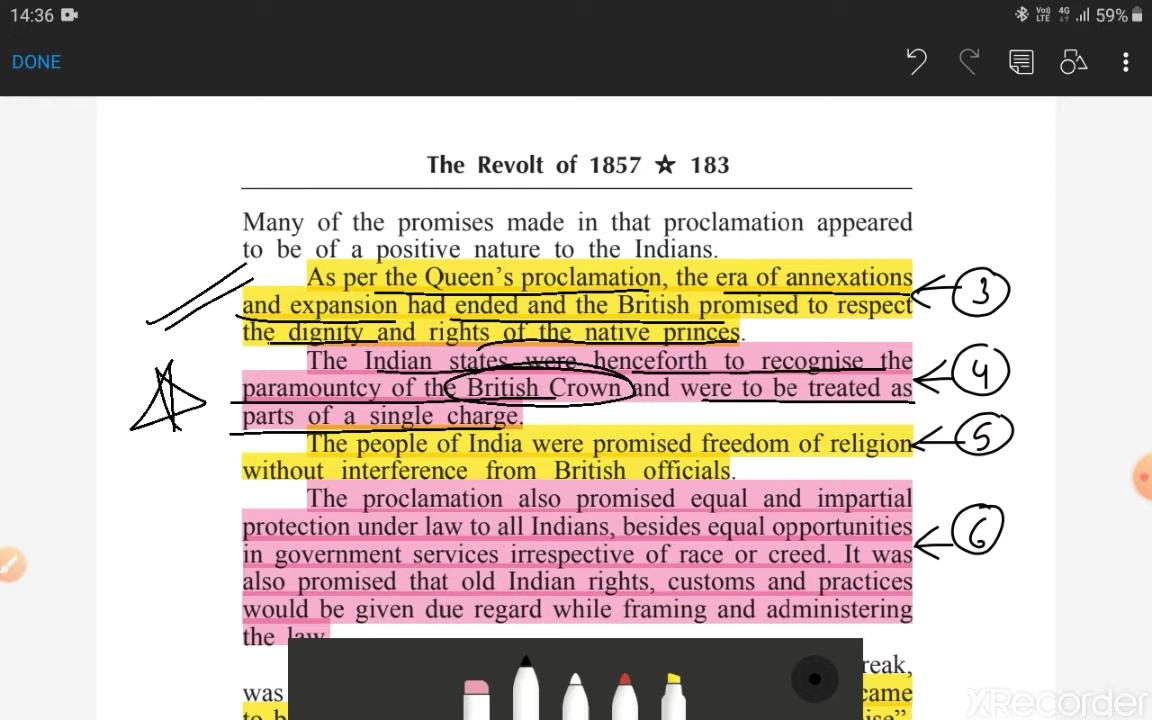 14:36
Vo) 4G
LTE 59%
DONE
The Revolt of 1857 ☆ 183
Many of the promises made in that proclamation appeared
to be of a positive nature to the Indians.
As per the Queen's proclamation, the era of annexations
and expansion had ended and the British promised to respect
the dignity and rights of the native princes.
The Indian states were henceforth to recognise the
paramountcy of the British Crown and were to be treated as
parts of a single charge.
The people of India were promised freedom of religion
without interference from British officials.
The proclamation also promised equal and impartial
protection under law to all Indians, besides equal opportunities
in government services irrespective of race or creed. It was
also promised that old Indian rights, customs and practices
would be given due regard while framing and administering
the law.
3
4
5
6
was
came
XRecorder